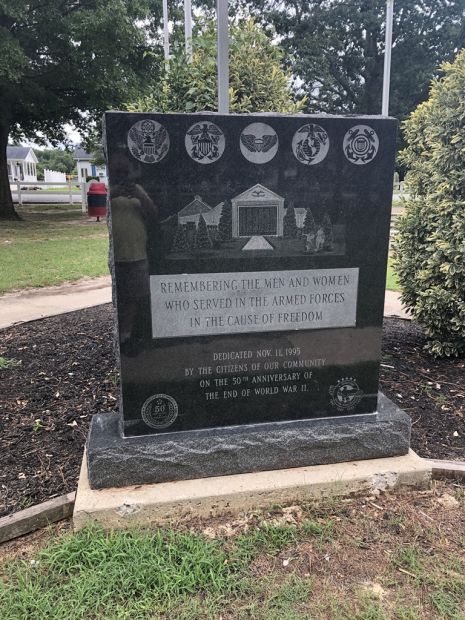 REMEMBERING THE MEN AND WOMEN
WHO SERVED IN THE ARMED FORCES
IN THE CAUSE OF FREEDOM
DEDICATED NOV. 11, 1995
BY THE CITIZENS OF OUR COMMUNITY
ON THE 50TH ANNIVERSARY OF
THE END OF WORLD WAR II.
50